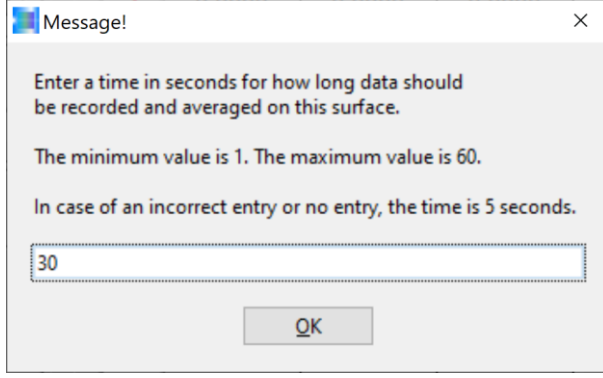 Message!
Enter a time in seconds for how long data should
be recorded and averaged on this surface.
The minimum value is 1. The maximum value is 60.
In case of an incorrect entry or no entry, the time is 5 seconds.
30
OK